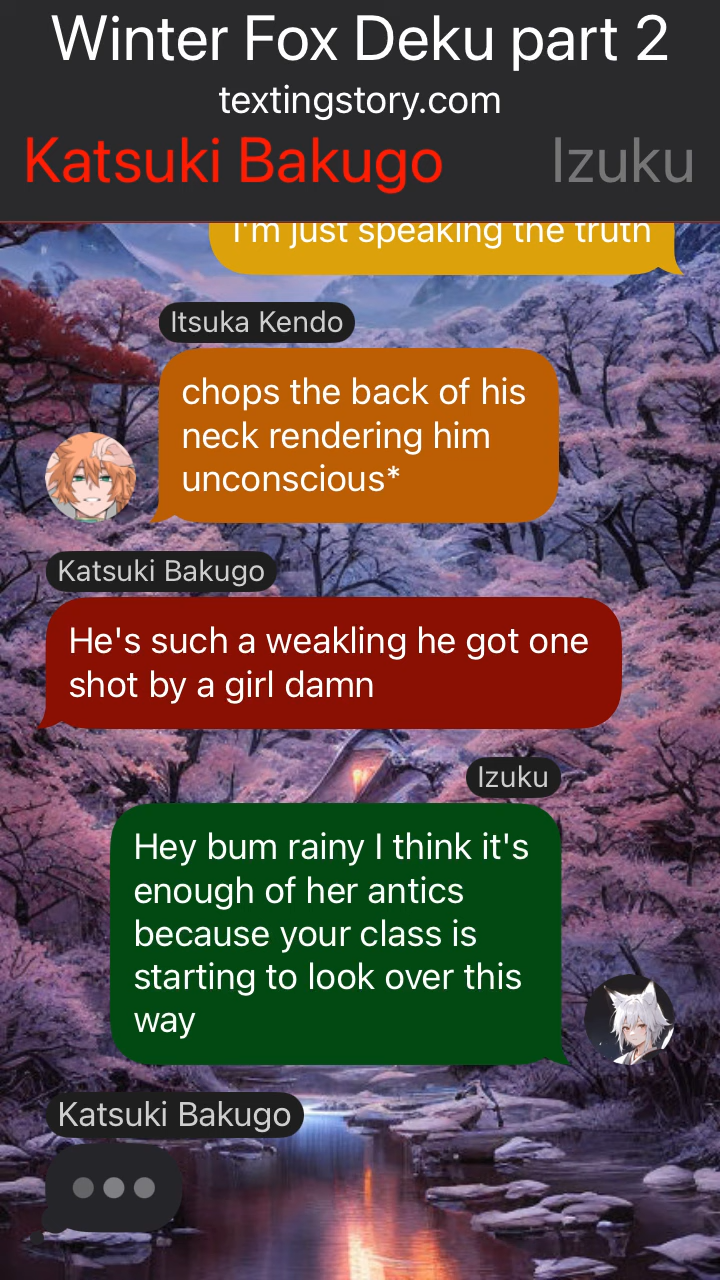 Winter Fox Deku part 2
textingstory.com
Katsuki Bakugo
Izuku
I'm just speaking the truth
Itsuka Kendo
chops the back of his
neck rendering him
unconscious*
Katsuki Bakugo
He's such a weakling he got one
shot by a girl damn
Izuku
Hey bum rainy I think it's
enough of her antics
because your class is
starting to look over this
way
Katsuki Bakugo